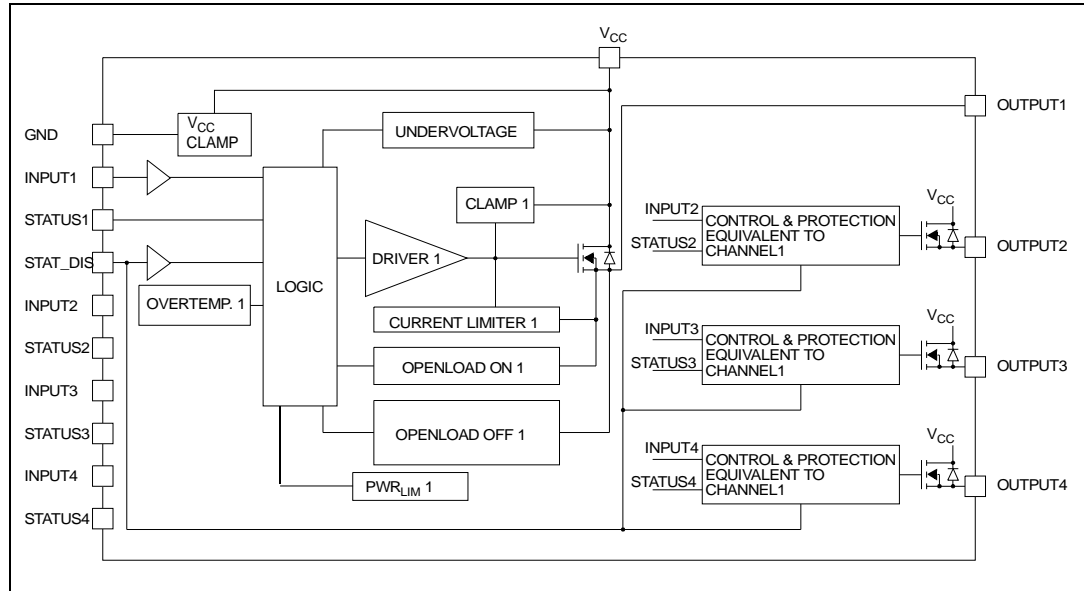 VCC
GND
INPUT1
STATUS1
STAT_DIS
INPUT2
STATUS2
INPUT3
STATUS3
INPUT4
STATUS4
VCC
CLAMP
UNDERVOLTAGE
CLAMP 1
DRIVER 1
LOGIC
OVERTEMP. 1
CURRENT LIMITER 1
OPENLOAD ON 1
OPENLOAD OFF 1
PWRLIM 1
OUTPUT1
INPUT2
STATUS2
CONTROL & PROTECTION
EQUIVALENT TO
CHANNEL1
VCC
OUTPUT2
INPUT3
STATUS3
CONTROL & PROTECTION
EQUIVALENT TO
CHANNEL1
VCC
OUTPUT3
INPUT4
STATUS4
CONTROL & PROTECTION
EQUIVALENT TO
CHANNEL1
VCC
OUTPUT4